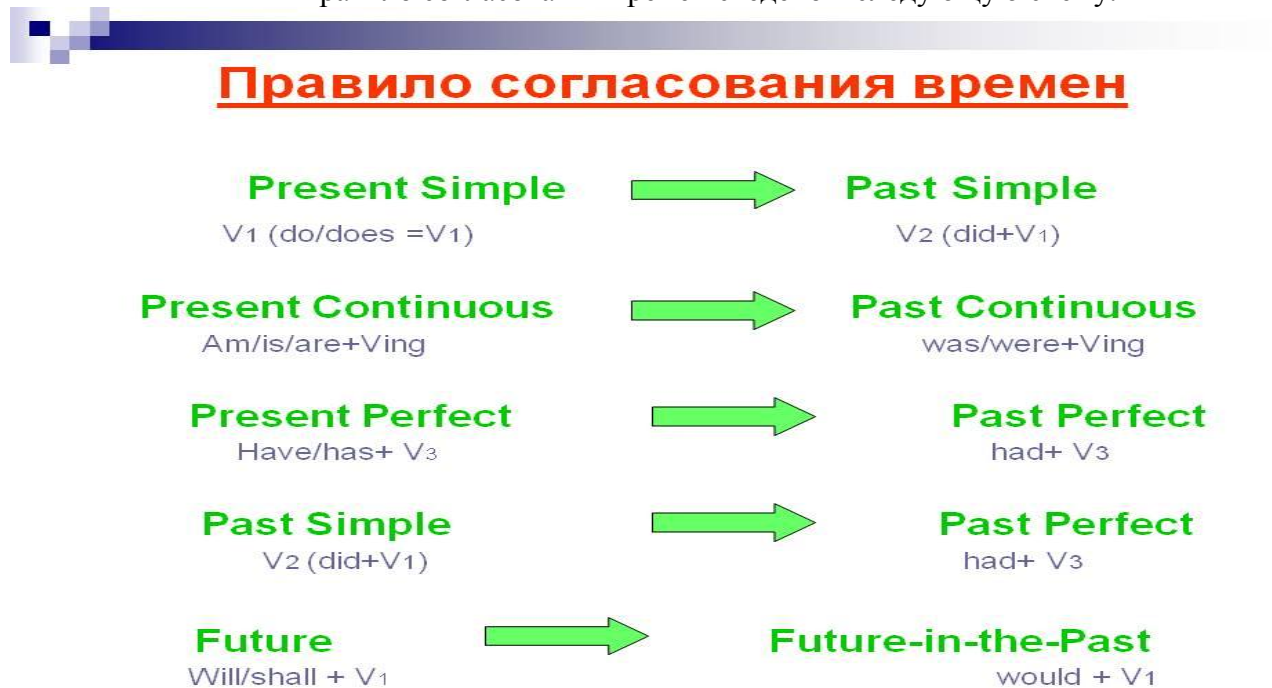 Правило согласования времен
Present Simple Past Simple
V1 (do/does =V1) V2 (did+V1)
Present Continuous Past Continuous
Am/is/are+Ving was/were+Ving
Present Perfect Past Perfect
Have/has+ V3 had+ V3
Past Simple Past Perfect
V2 (did+V1) had+ V3
Future Future-in-the-Past
Will/shall + V1 would + V1